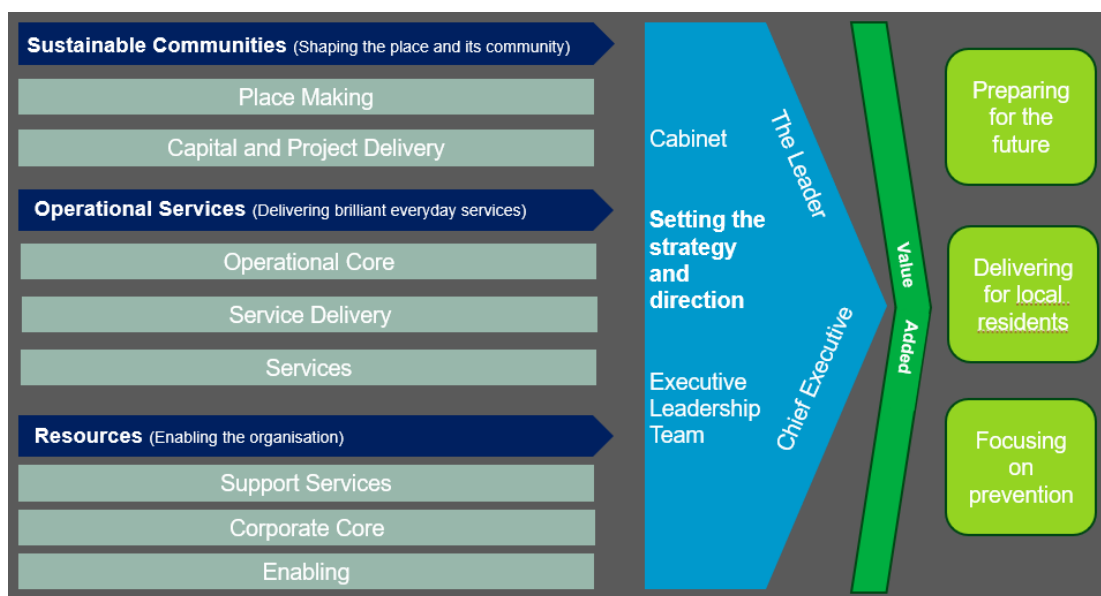 Sustainable Communities (Shaping the place and its community)
Place Making
Capital and Project Delivery
Operational Services (Delivering brilliant everyday services)
Operational Core
Service Delivery
Services
Resources (Enabling the organisation)
Support Services
Corporate Core
Enabling
Cabinet
The Leader
Setting the
strategy
and
direction
Executive
Leadership
Team
Chief Executive
Value Added
Preparing
for the
future
Delivering
for local
residents
Focusing
on
prevention